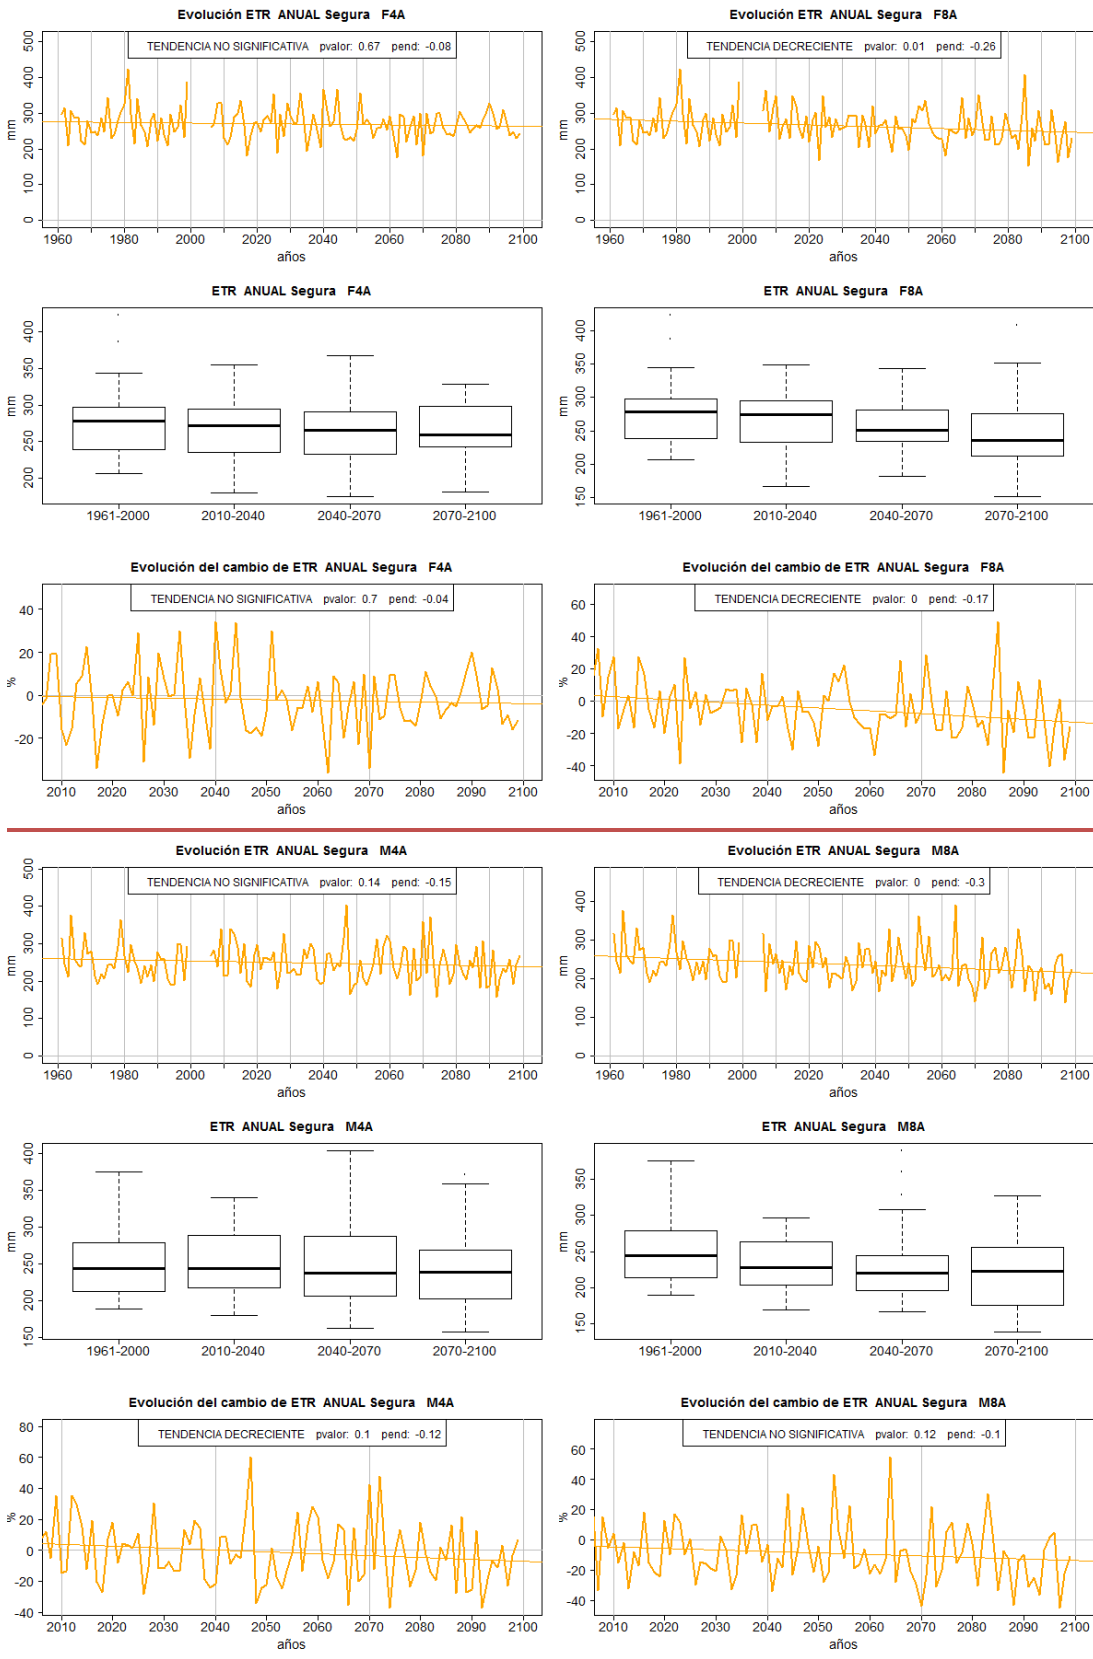 Evolución ETR ANUAL Segura F4A
TENDENCIA NO SIGNIFICATIVA pvalor: 0.67 pend: -0.08
mm
500
400
300
200
100
0
1960 1980 2000 2020 2040 2060 2080 2100
años
Evolución ETR ANUAL Segura F8A
TENDENCIA DECRECIENTE pvalor: 0.01 pend: -0.26
mm
500
400
300
200
100
0
1960 1980 2000 2020 2040 2060 2080 2100
años
ETR ANUAL Segura F4A
mm
400
350
300
250
200
1961-2000 2010-2040 2040-2070 2070-2100
ETR ANUAL Segura F8A
mm
400
350
300
250
200
150
1961-2000 2010-2040 2040-2070 2070-2100
Evolución del cambio de ETR ANUAL Segura F4A
TENDENCIA NO SIGNIFICATIVA pvalor: 0.7 pend: -0.04
%
40
20
0
-20
2010 2020 2030 2040 2050 2060 2070 2080 2090 2100
años
Evolución del cambio de ETR ANUAL Segura F8A
TENDENCIA DECRECIENTE pvalor: 0 pend: -0.17
%
60
40
20
0
-20
-40
2010 2020 2030 2040 2050 2060 2070 2080 2090 2100
años
Evolución ETR ANUAL Segura M4A
TENDENCIA NO SIGNIFICATIVA pvalor: 0.14 pend: -0.15
mm
500
400
300
200
100
0
1960 1980 2000 2020 2040 2060 2080 2100
años
Evolución ETR ANUAL Segura M8A
TENDENCIA DECRECIENTE pvalor: 0 pend: -0.3
mm
400
300
200
100
0
1960 1980 2000 2020 2040 2060 2080 2100
años
ETR ANUAL Segura M4A
mm
400
350
300
250
200
150
1961-2000 2010-2040 2040-2070 2070-2100
ETR ANUAL Segura M8A
mm
350
300
250
200
150
1961-2000 2010-2040 2040-2070 2070-2100
Evolución del cambio de ETR ANUAL Segura M4A
TENDENCIA DECRECIENTE pvalor: 0.1 pend: -0.12
%
80
60
40
20
0
-20
-40
2010 2020 2030 2040 2050 2060 2070 2080 2090 2100
años
Evolución del cambio de ETR ANUAL Segura M8A
TENDENCIA NO SIGNIFICATIVA pvalor: 0.12 pend: -0.1
%
60
40
20
0
-20
-40
2010 2020 2030 2040 2050 2060 2070 2080 2090 2100
años